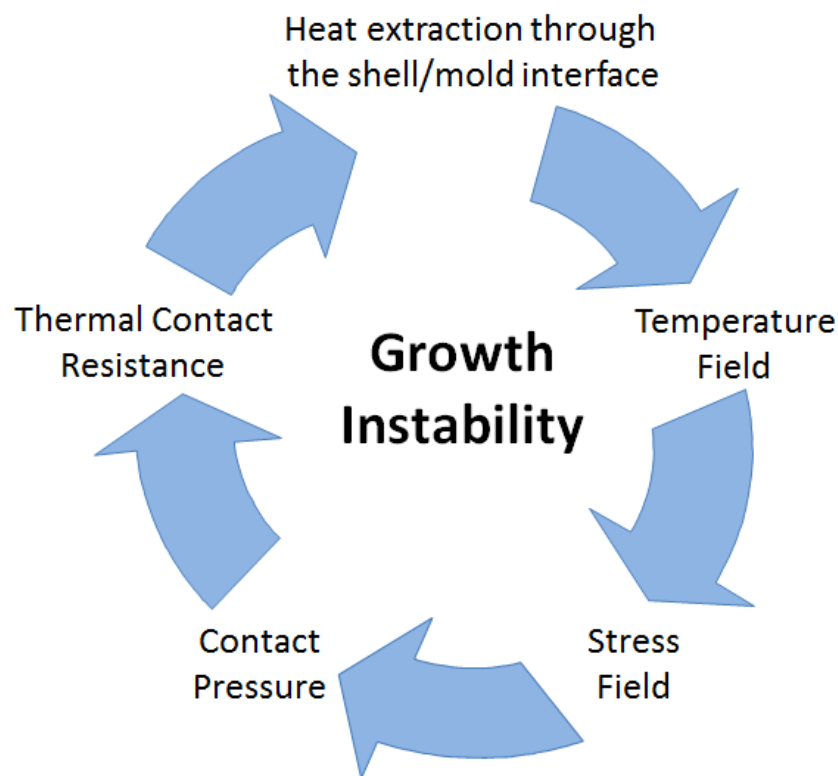 Heat extraction through
the shell/mold interface
Temperature
Field
Stress
Field
Contact
Pressure
Thermal Contact
Resistance
Growth
Instability